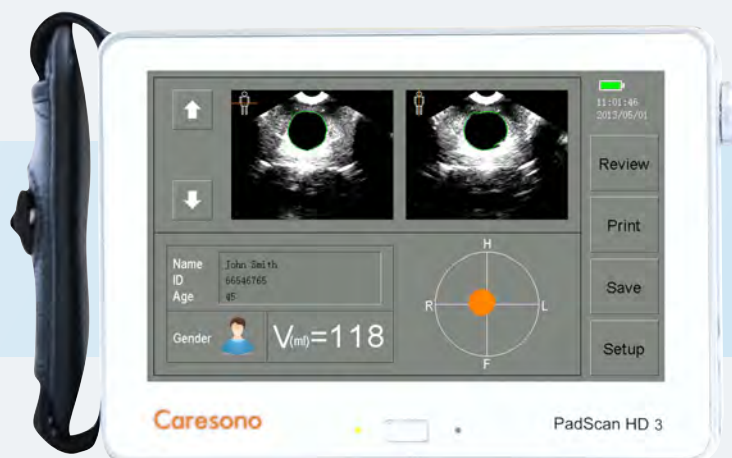 11:01:46
2013/05/01
Review
Print
Save
Setup
Name John Smith
ID 66546765
Age 45
Gender
V(ml)=118
H
R
L
F
Caresono
PadScan HD 3